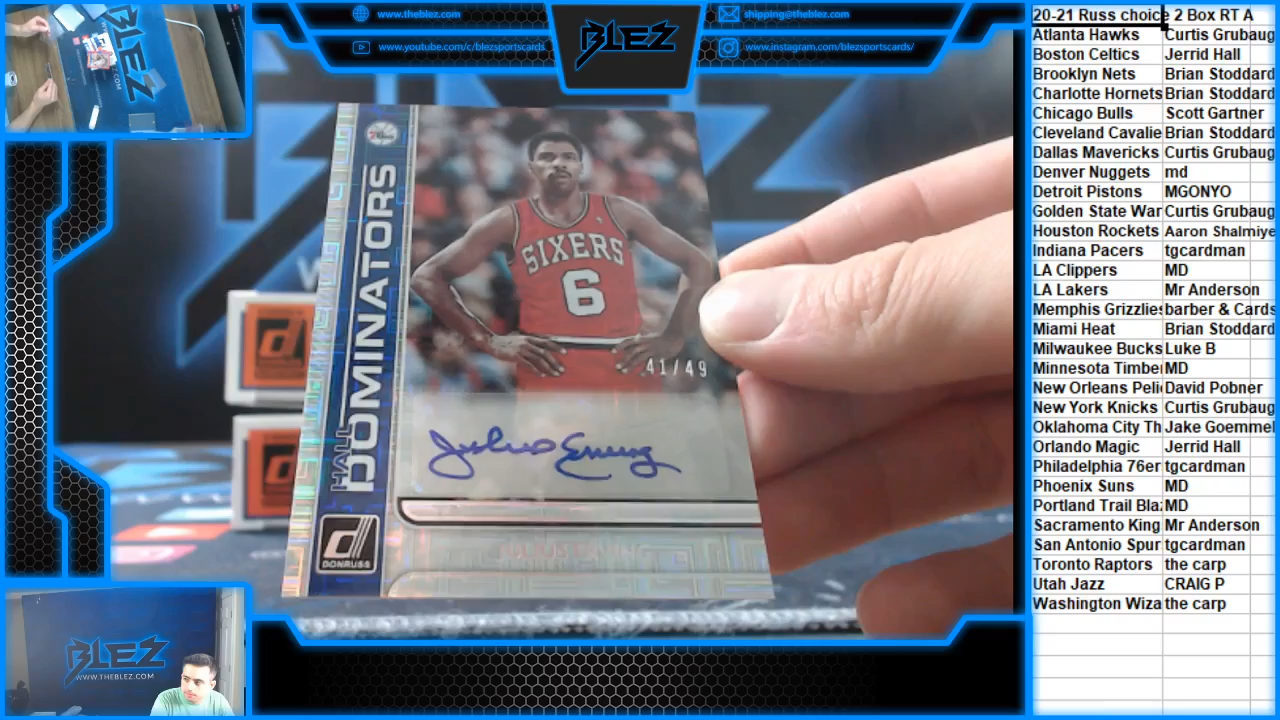 www.theblez.com
shipping@theblez.com
www.youtube.com/c/blezsportscards
www.instagram.com/blezsportscards/
BLEZ
HALL
DOMINATORS
SIXERS
6
41/49
Julius Erving
DONRUSS
d
d
BLEZ
WWW.THEBLEZ.COM
20-21 Russ choice 2 Box RT A
Atlanta Hawks Curtis Grubaug
Boston Celtics Jerrid Hall
Brooklyn Nets Brian Stoddard
Charlotte Hornets Brian Stoddard
Chicago Bulls Scott Gartner
Cleveland Cavalie Brian Stoddard
Dallas Mavericks Curtis Grubaug
Denver Nuggets md
Detroit Pistons MGONYO
Golden State War Curtis Grubaug
Houston Rockets Aaron Shalmiye
Indiana Pacers tgcardman
LA Clippers MD
LA Lakers Mr Anderson
Memphis Grizzlies barber & Cards
Miami Heat Brian Stoddard
Milwaukee Bucks Luke B
Minnesota Timbe MD
New Orleans Peli David Pobner
New York Knicks Curtis Grubaug
Oklahoma City Th Jake Goemmel
Orlando Magic Jerrid Hall
Philadelphia 76er tgcardman
Phoenix Suns MD
Portland Trail Bla MD
Sacramento King Mr Anderson
San Antonio Spur tgcardman
Toronto Raptors the carp
Utah Jazz CRAIG P
Washington Wiza the carp